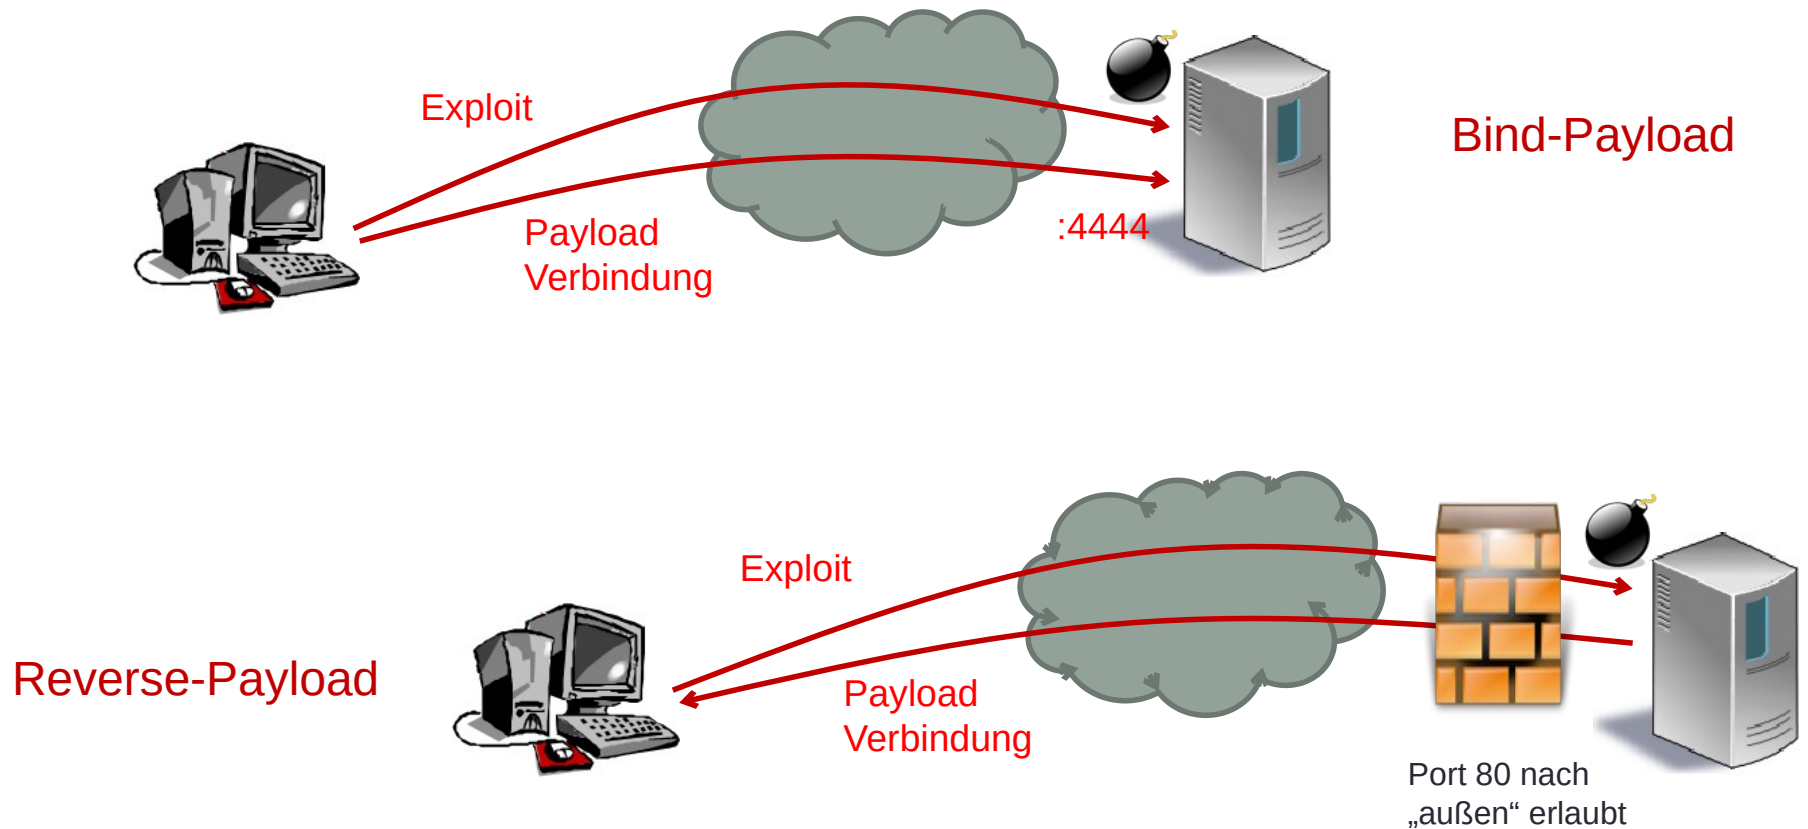 Exploit
Bind-Payload
Payload
Verbindung
:4444
Exploit
Reverse-Payload
Payload
Verbindung
Port 80 nach
„außen“ erlaubt